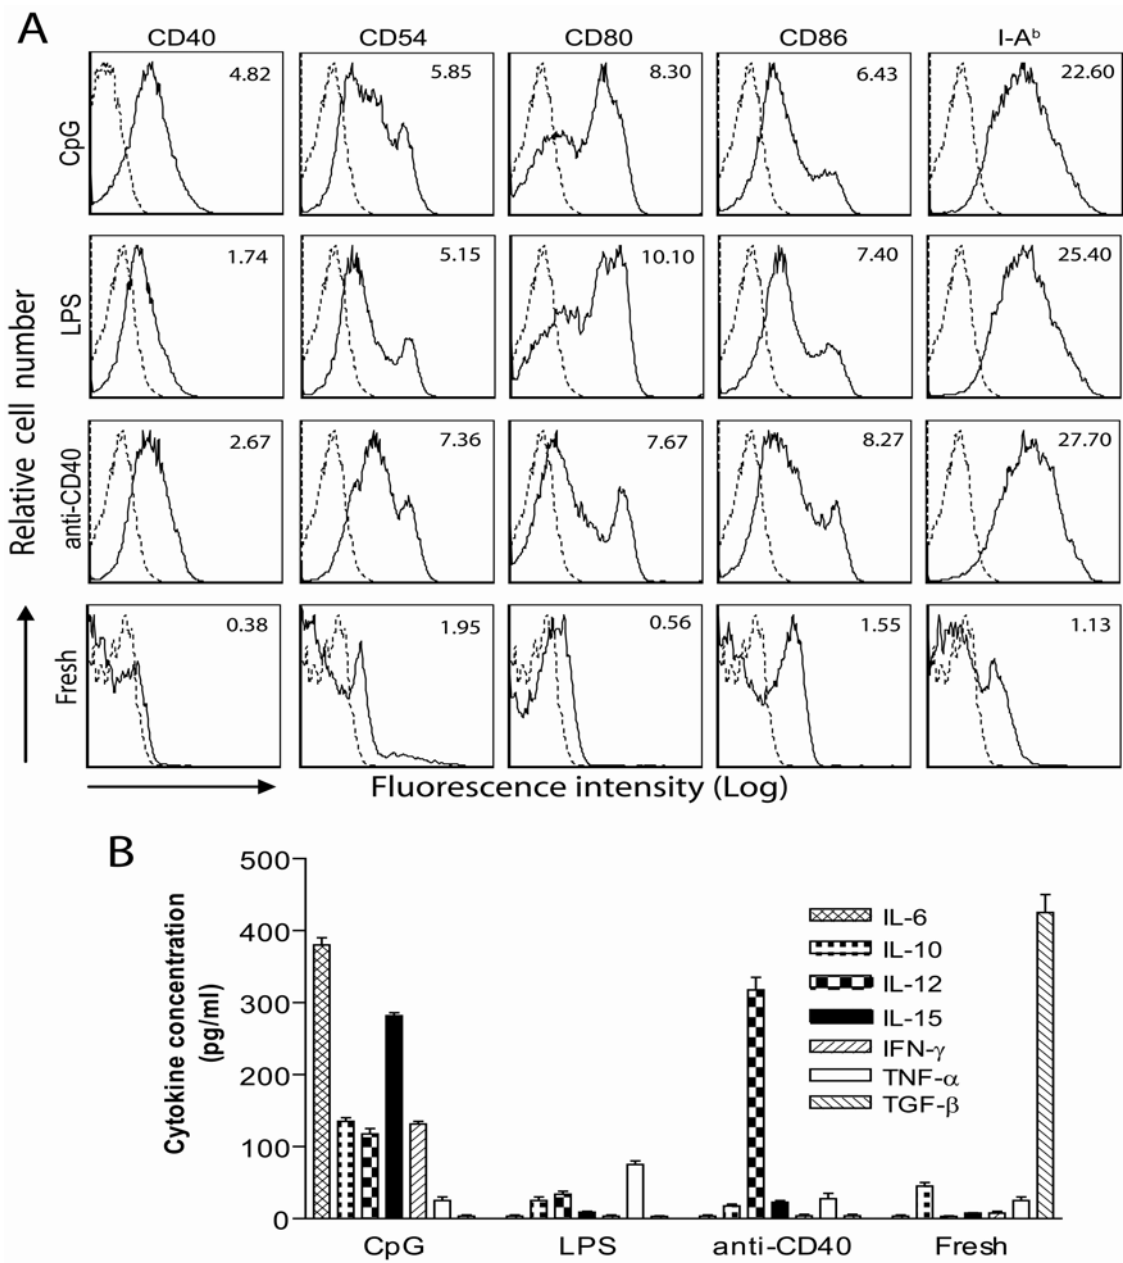 A
CD40 CD54 CD80 CD86 I-Aᵇ
CpG 4.82 5.85 8.30 6.43 22.60
LPS 1.74 5.15 10.10 7.40 25.40
anti-CD40 2.67 7.36 7.67 8.27 27.70
Fresh 0.38 1.95 0.56 1.55 1.13
Relative cell number
Fluorescence intensity (Log)
B
Cytokine concentration
(pg/ml)
500
400
300
200
100
0
IL-6
IL-10
IL-12
IL-15
IFN-γ
TNF-α
TGF-β
CpG LPS anti-CD40 Fresh